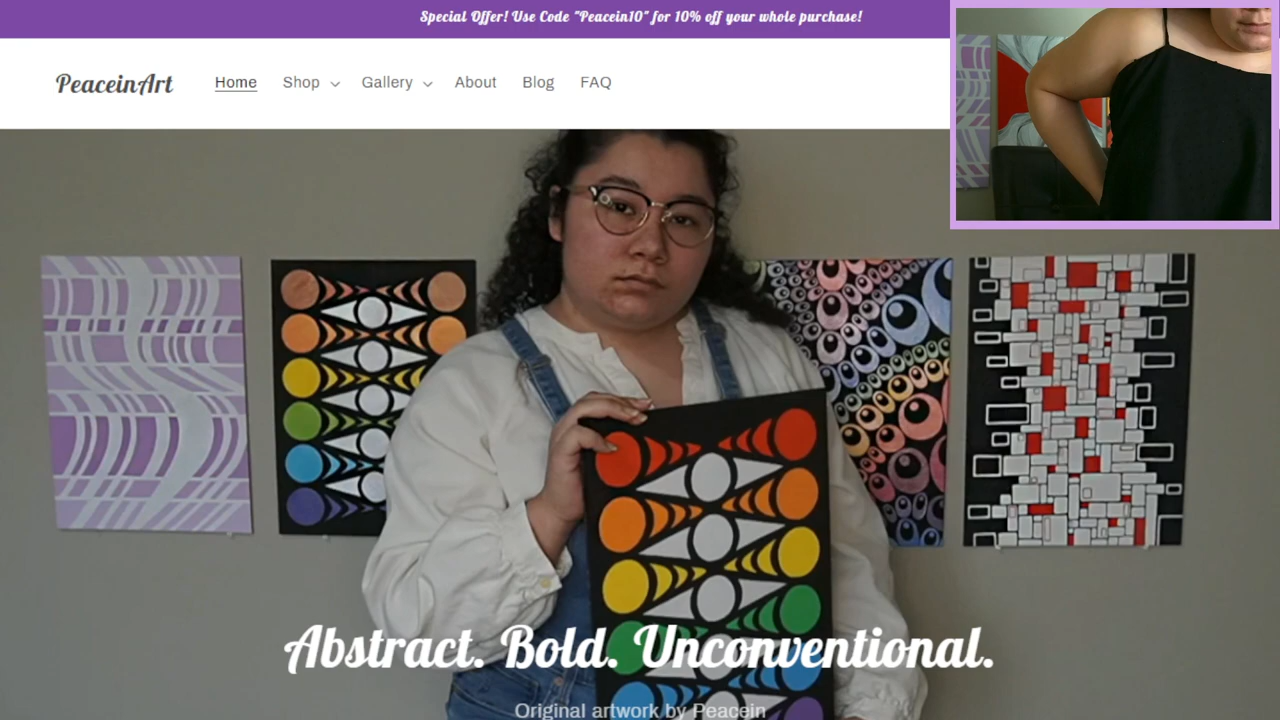 Special Offer! Use Code "Peacein10" for 10% off your whole purchase!
PeaceinArt Home Shop Gallery About Blog FAQ
Abstract. Bold. Unconventional.
Original artwork by Peacein